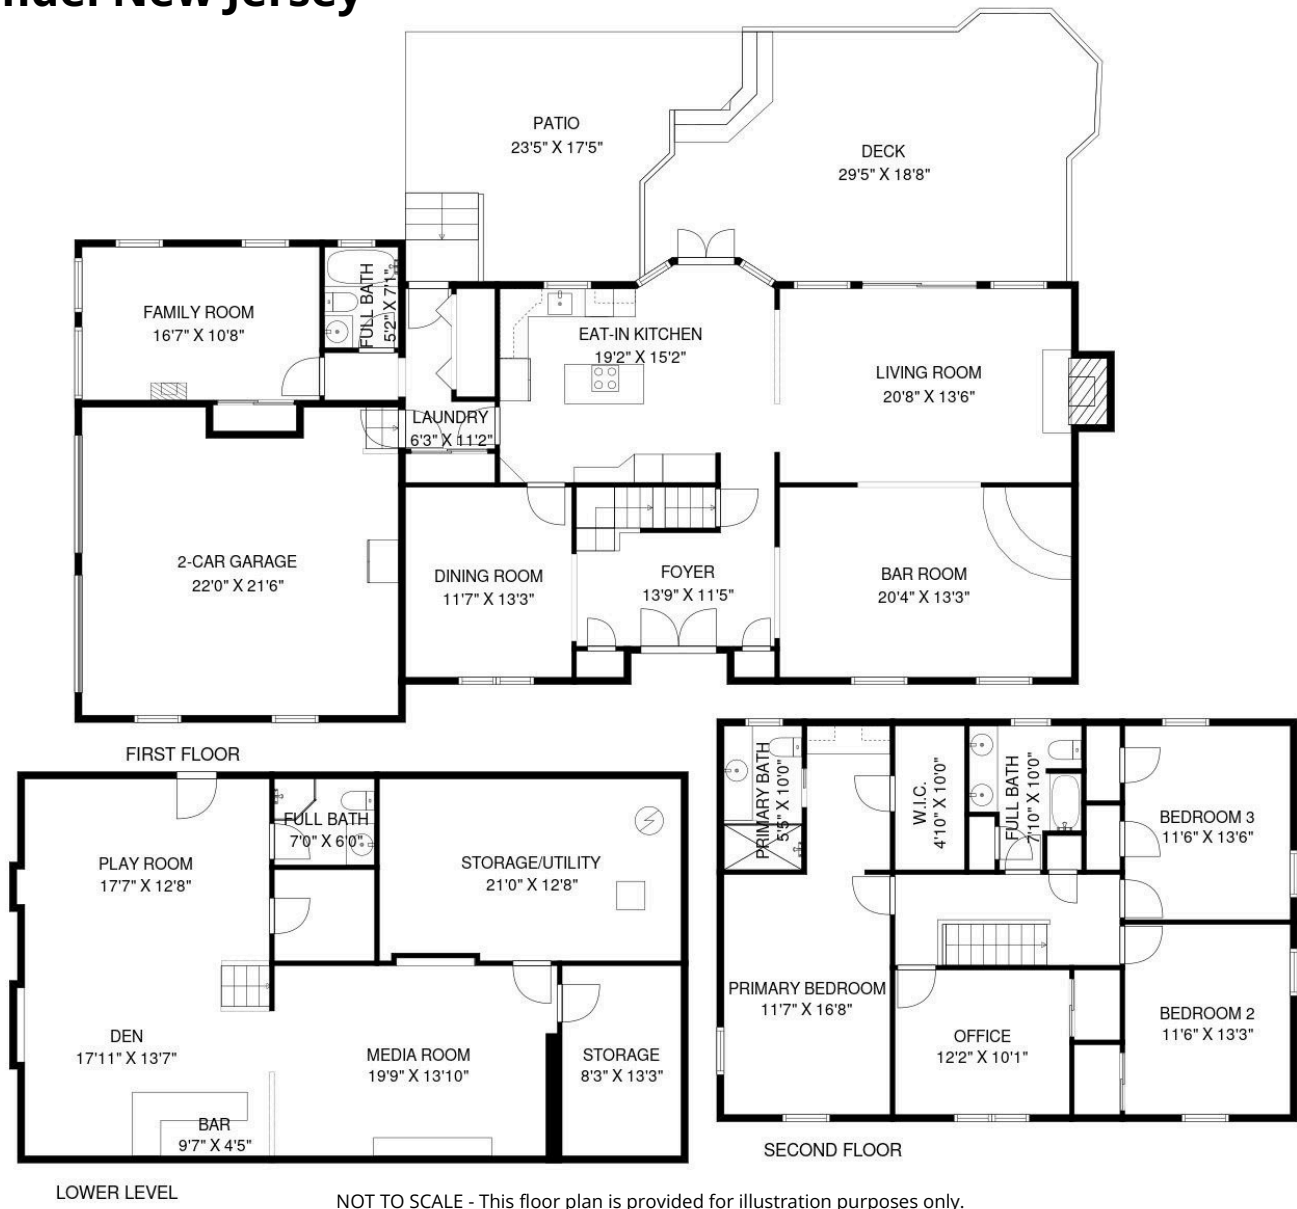 New Jersey
PATIO
23'5" X 17'5"
DECK
29'5" X 18'8"
FAMILY ROOM
16'7" X 10'8"
FULL BATH
5'2" X 7'1"
EAT-IN KITCHEN
19'2" X 15'2"
LIVING ROOM
20'8" X 13'6"
LAUNDRY
6'3" X 11'2"
2-CAR GARAGE
22'0" X 21'6"
DINING ROOM
11'7" X 13'3"
FOYER
13'9" X 11'5"
BAR ROOM
20'4" X 13'3"
FIRST FLOOR
PLAY ROOM
17'7" X 12'8"
FULL BATH
7'0" X 6'0"
STORAGE/UTILITY
21'0" X 12'8"
DEN
17'11" X 13'7"
MEDIA ROOM
19'9" X 13'10"
STORAGE
8'3" X 13'3"
BAR
9'7" X 4'5"
LOWER LEVEL
PRIMARY BATH
5'5" X 10'0"
W.I.C.
4'10" X 10'0"
FULL BATH
7'10" X 10'0"
BEDROOM 3
11'6" X 13'6"
PRIMARY BEDROOM
11'7" X 16'8"
OFFICE
12'2" X 10'1"
BEDROOM 2
11'6" X 13'3"
SECOND FLOOR
NOT TO SCALE - This floor plan is provided for illustration purposes only.